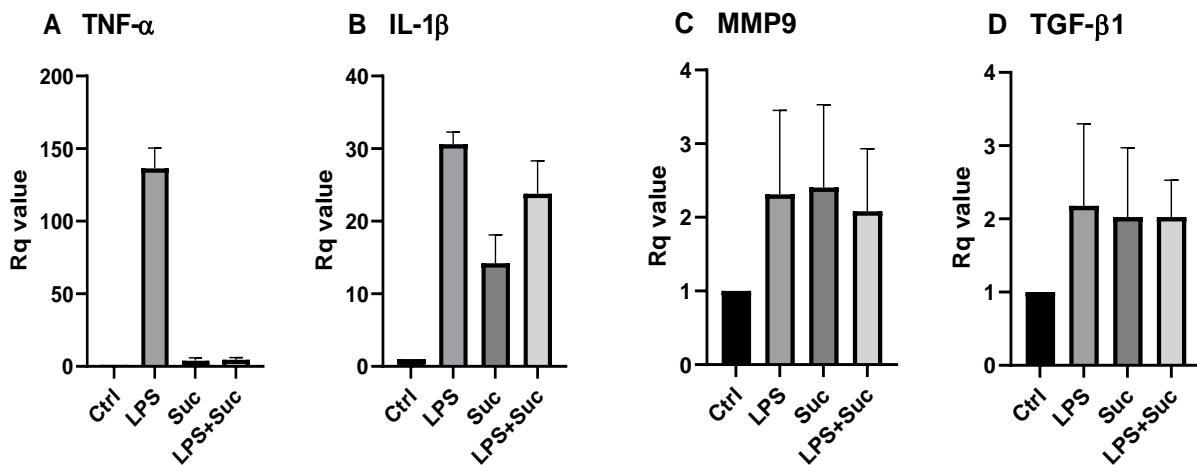 A TNF-α
Rq value
200
150
100
50
0
Ctrl
LPS
Suc
LPS+Suc
B IL-1β
Rq value
40
30
20
10
0
Ctrl
LPS
Suc
LPS+Suc
C MMP9
Rq value
4
3
2
1
0
Ctrl
LPS
Suc
LPS+Suc
D TGF-β1
Rq value
4
3
2
1
0
Ctrl
LPS
Suc
LPS+Suc